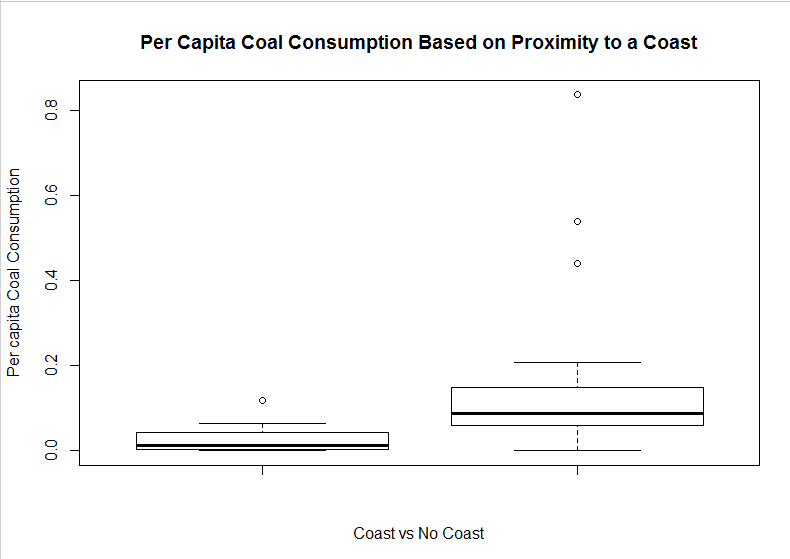 Per Capita Coal Consumption Based on Proximity to a Coast
Per capita Coal Consumption
0.8
0.6
0.4
0.2
0.0
Coast vs No Coast